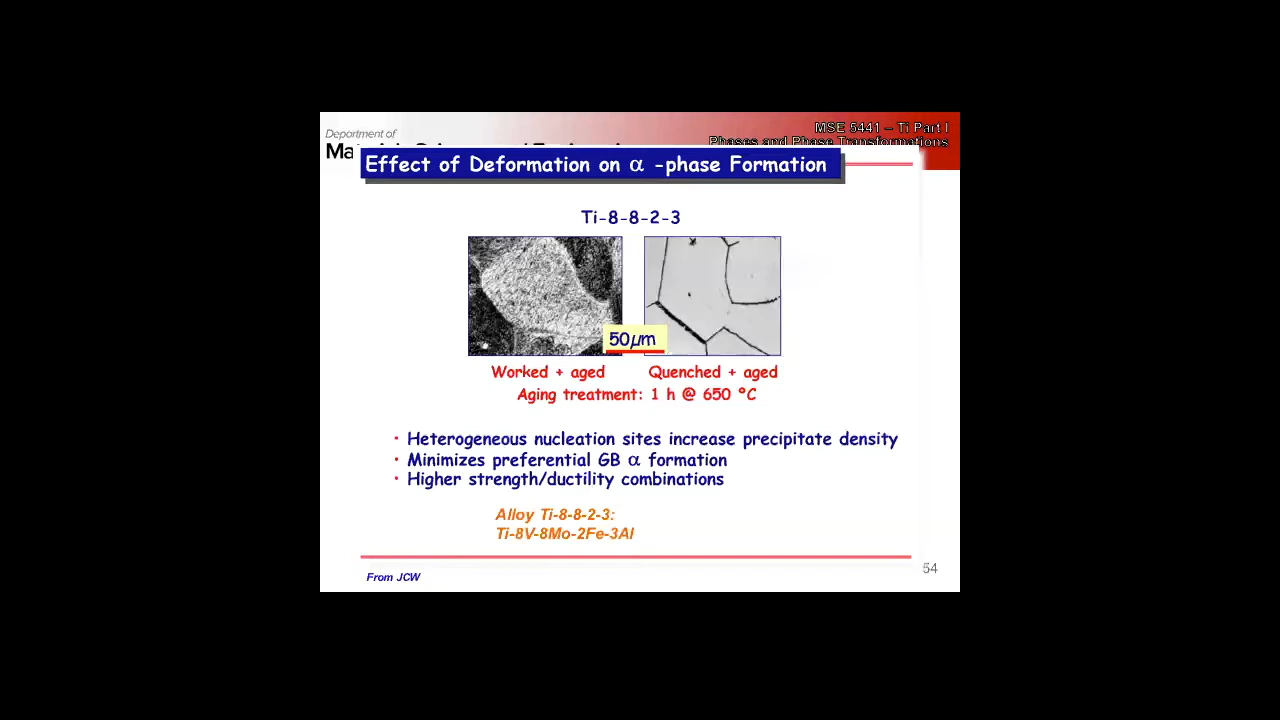 Department of
MSE 5441 – Ti Part I
Phases and Phase Transformations
Effect of Deformation on α -phase Formation
Ti-8-8-2-3
50µm
Worked + aged
Quenched + aged
Aging treatment: 1 h @ 650 ºC
• Heterogeneous nucleation sites increase precipitate density
• Minimizes preferential GB α formation
• Higher strength/ductility combinations
Alloy Ti-8-8-2-3:
Ti-8V-8Mo-2Fe-3Al
From JCW
54